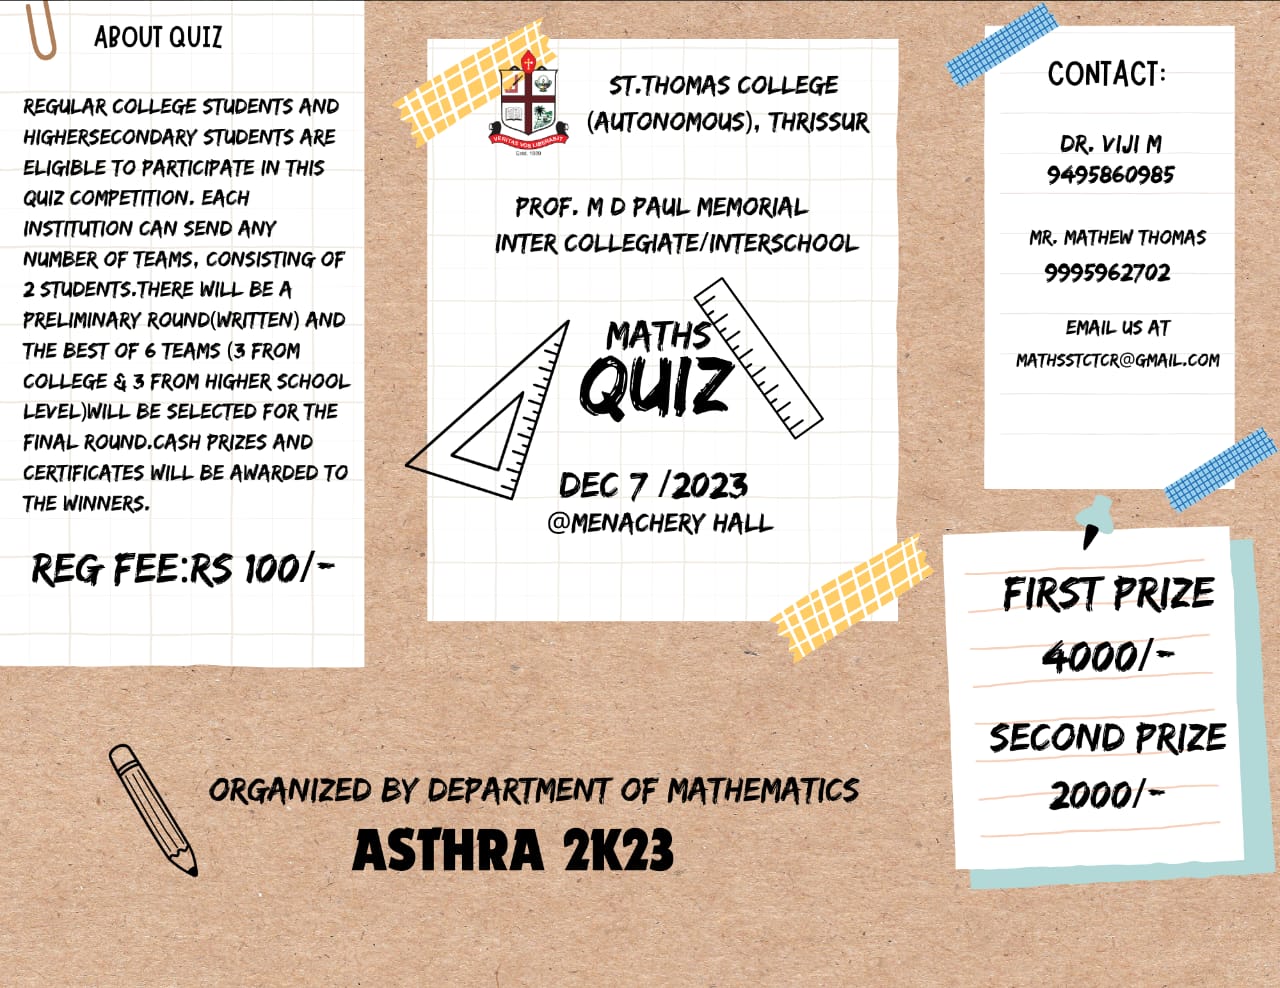 ABOUT QUIZ
REGULAR COLLEGE STUDENTS AND
HIGHERSECONDARY STUDENTS ARE
ELIGIBLE TO PARTICIPATE IN THIS
QUIZ COMPETITION. EACH
INSTITUTION CAN SEND ANY
NUMBER OF TEAMS, CONSISTING OF
2 STUDENTS.THERE WILL BE A
PRELIMINARY ROUND(WRITTEN) AND
THE BEST OF 6 TEAMS (3 FROM
COLLEGE & 3 FROM HIGHER SCHOOL
LEVEL)WILL BE SELECTED FOR THE
FINAL ROUND.CASH PRIZES AND
CERTIFICATES WILL BE AWARDED TO
THE WINNERS.
REG FEE:RS 100/-
VERITAS VOS LIBERABIT
Estd. 1889
ST.THOMAS COLLEGE
(AUTONOMOUS), THRISSUR
PROF. M D PAUL MEMORIAL
INTER COLLEGIATE/INTERSCHOOL
MATHS
QUIZ
DEC 7 /2023
@MENACHERY HALL
CONTACT:
DR. VIJI M
9495860985
MR. MATHEW THOMAS
9995962702
EMAIL US AT
MATHSSTCTCR@GMAIL.COM
FIRST PRIZE
4000/-
SECOND PRIZE
2000/-
ORGANIZED BY DEPARTMENT OF MATHEMATICS
ASTHRA 2K23